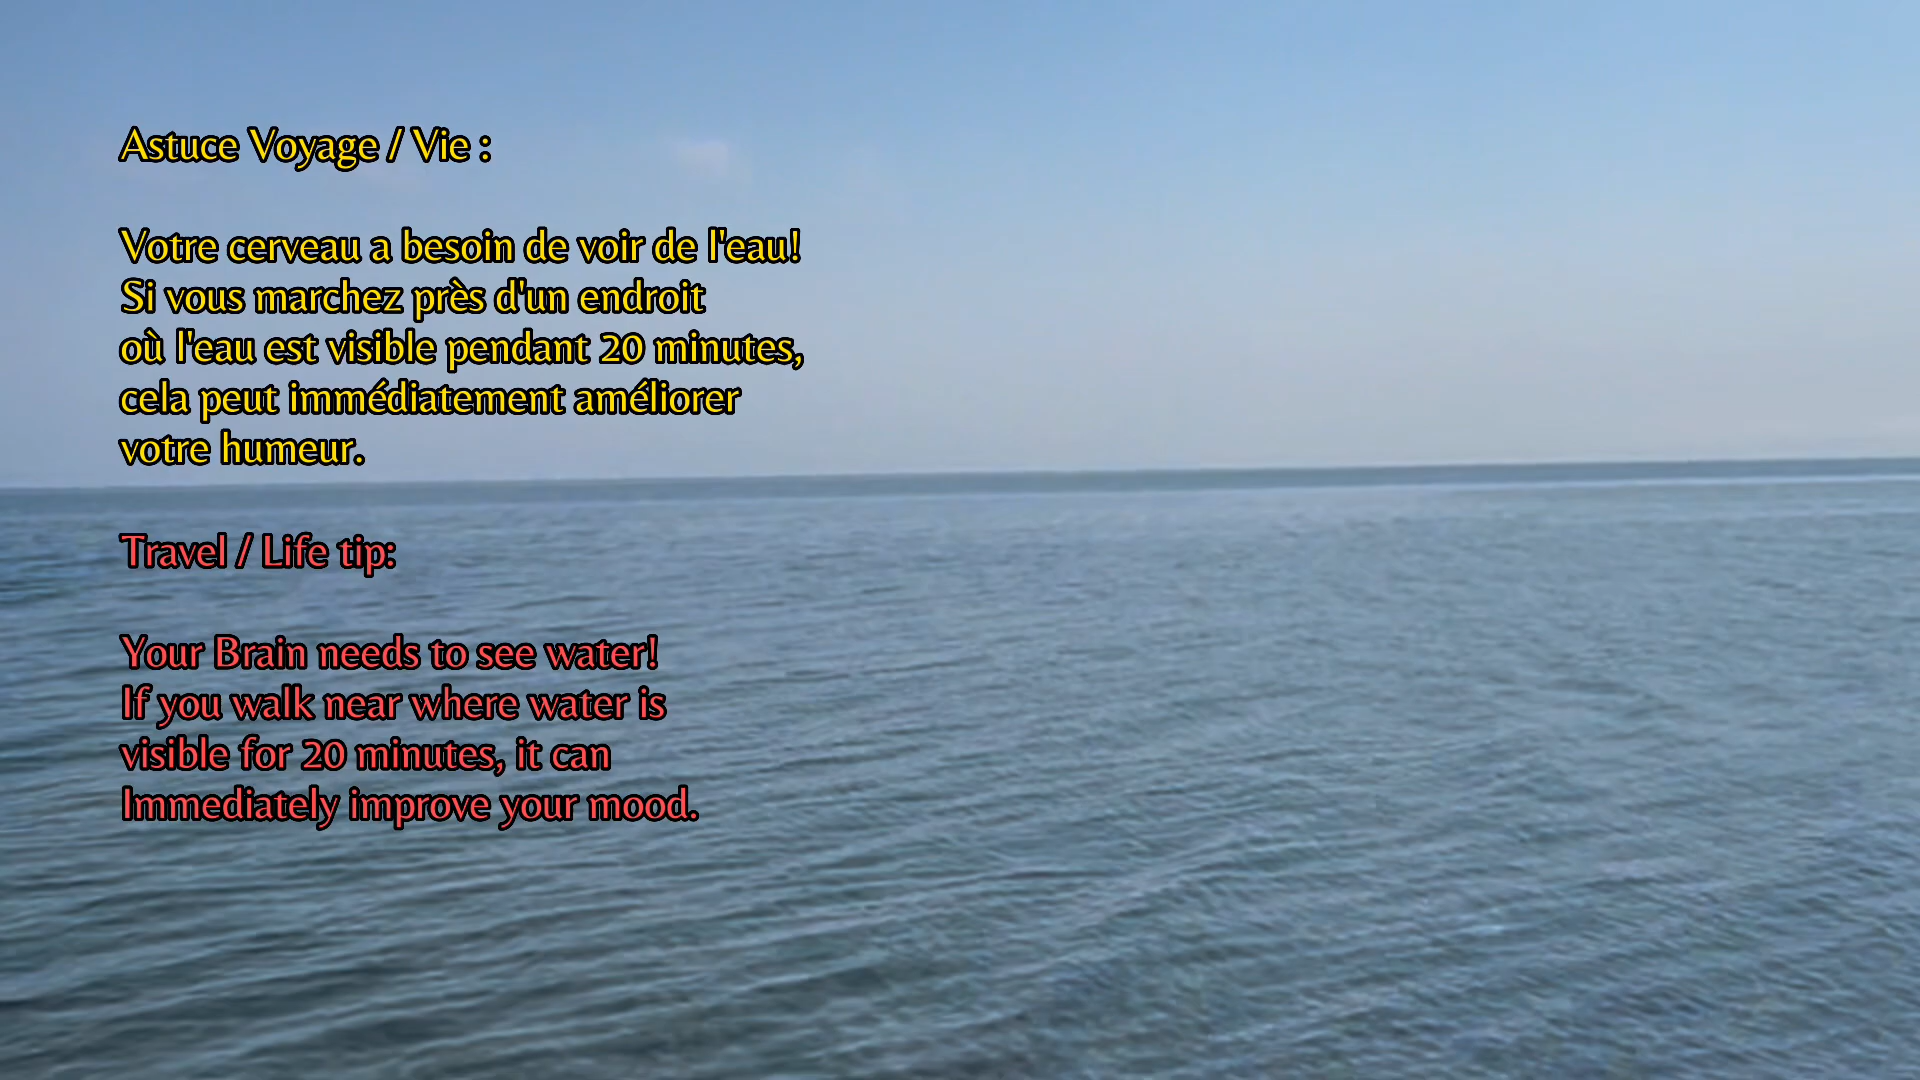 Astuce Voyage / Vie :
Votre cerveau a besoin de voir de l'eau!
Si vous marchez près d'un endroit
où l'eau est visible pendant 20 minutes,
cela peut immédiatement améliorer
votre humeur.
Travel / Life tip:
Your Brain needs to see water!
If you walk near where water is
visible for 20 minutes, it can
Immediately improve your mood.